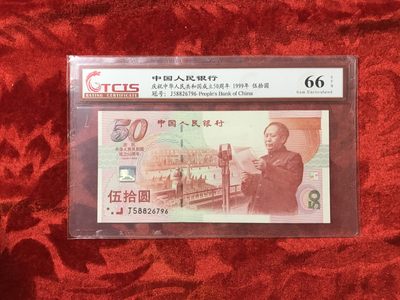 TCIS
中国人民银行
庆祝中华人民共和国成立50周年 1999年 伍拾圆
冠号: J58826796 People's Bank of China
66
Gem Uncirculated
中国人民银行
50
伍拾圆
J58826796
50